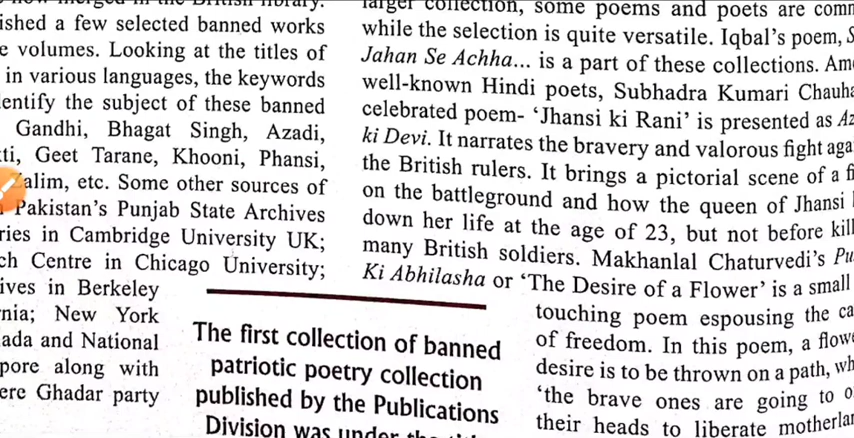 ished a few selected banned works
e volumes. Looking at the titles of
in various languages, the keywords
lentify the subject of these banned
Gandhi, Bhagat Singh, Azadi,
ti, Geet Tarane, Khooni, Phansi,
alim, etc. Some other sources of
Pakistan's Punjab State Archives
ries in Cambridge University UK;
ch Centre in Chicago University;
ives in Berkeley
nia; New York
ada and National
pore along with
ere Ghadar party
The first collection of banned
patriotic poetry collection
published by the Publications
Division was under the
larger collection, some poems and poets are comm
while the selection is quite versatile. Iqbal's poem, S
Jahan Se Achha... is a part of these collections. Am
well-known Hindi poets, Subhadra Kumari Chauha
celebrated poem- 'Jhansi ki Rani' is presented as Az
ki Devi. It narrates the bravery and valorous fight aga
the British rulers. It brings a pictorial scene of a fi
on the battleground and how the queen of Jhansi l
down her life at the age of 23, but not before kill
many British soldiers. Makhanlal Chaturvedi's Pu
Ki Abhilasha or 'The Desire of a Flower' is a small
touching poem espousing the ca
of freedom. In this poem, a flowe
desire is to be thrown on a path, wh
'the brave ones are going to o
their heads to liberate motherlan